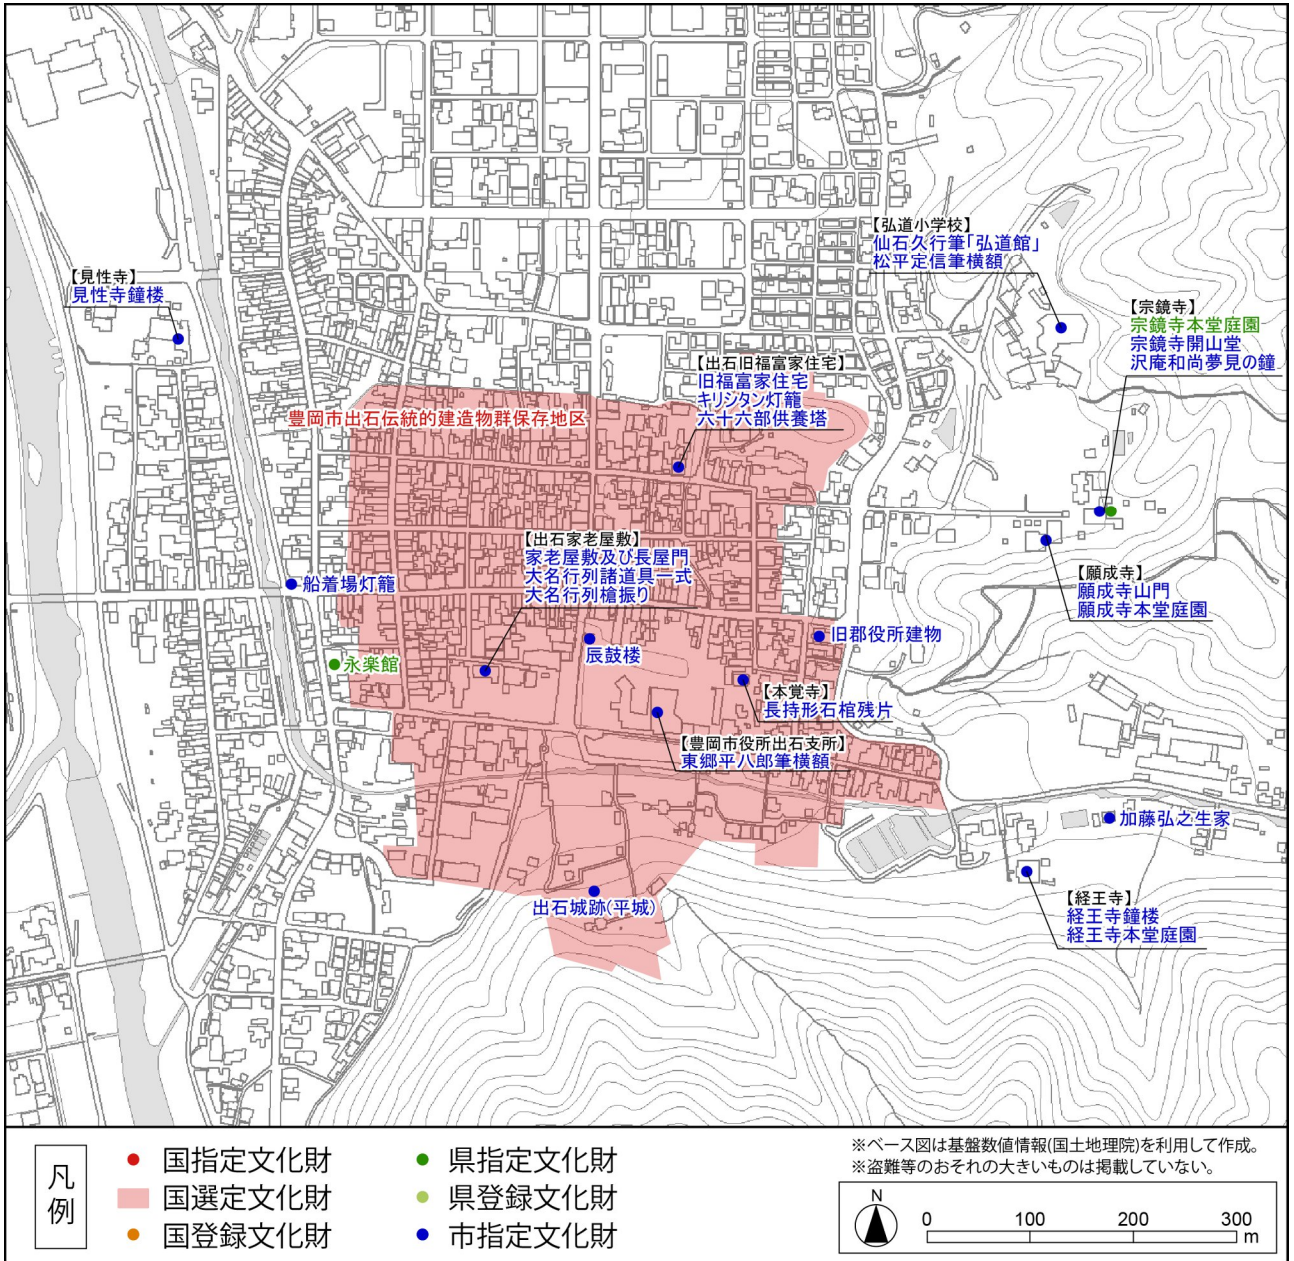 【弘道小学校】
仙石久行筆「弘道館」
松平定信筆横額
【見性寺】
見性寺鐘楼
【宗鏡寺】
宗鏡寺本堂庭園
宗鏡寺開山堂
沢庵和尚夢見の鐘
【出石旧福富家住宅】
旧福富家住宅
キリシタン灯籠
六十六部供養塔
豊岡市出石伝統的建造物群保存地区
【出石家老屋敷】
家老屋敷及び長屋門
大名行列諸道具一式
大名行列槍振り
船着場灯籠
【願成寺】
願成寺山門
願成寺本堂庭園
旧郡役所建物
辰鼓楼
永楽館
【本覚寺】
長持形石棺残片
【豊岡市役所出石支所】
東郷平八郎筆横額
加藤弘之生家
出石城跡(平城)
【経王寺】
経王寺鐘楼
経王寺本堂庭園
凡例
国指定文化財
国選定文化財
国登録文化財
県指定文化財
県登録文化財
市指定文化財
※ベース図は基盤数値情報(国土地理院)を利用して作成。
※盗難等のおそれの大きいものは掲載していない。
N
0 100 200 300
m